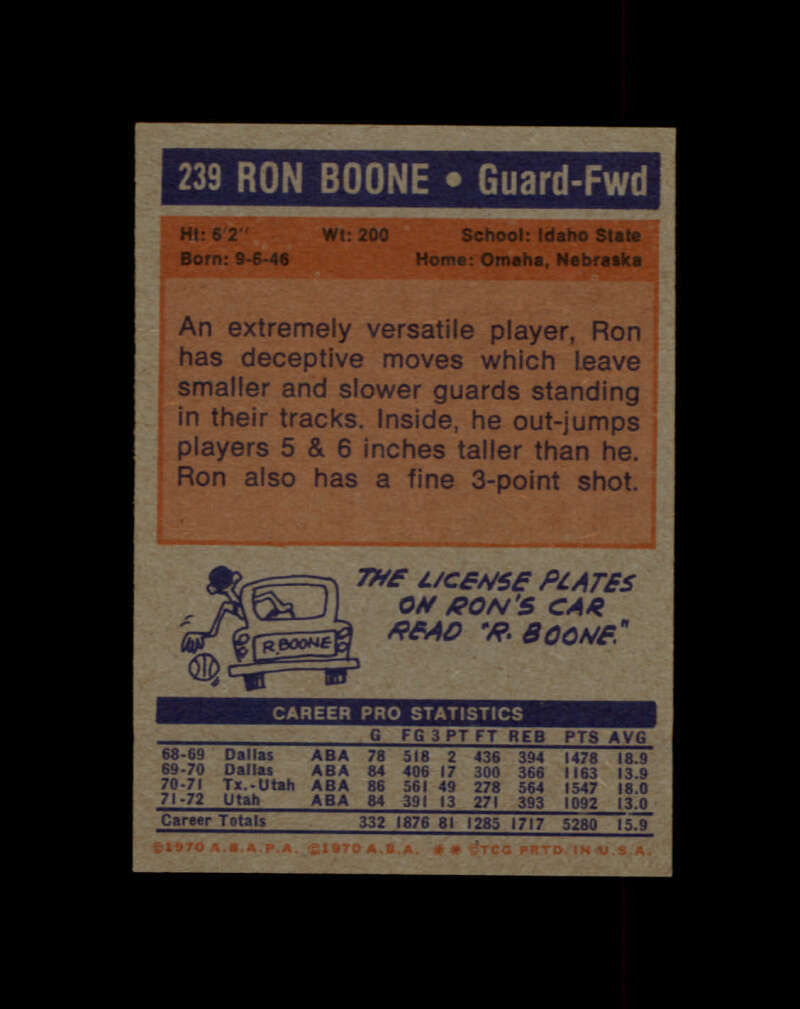 239 RON BOONE • Guard-Fwd
Ht: 6'2" Wt: 200 School: Idaho State
Born: 9-6-46 Home: Omaha, Nebraska
An extremely versatile player, Ron
has deceptive moves which leave
smaller and slower guards standing
in their tracks. Inside, he out-jumps
players 5 & 6 inches taller than he.
Ron also has a fine 3-point shot.
THE LICENSE PLATES
ON RON'S CAR
READ "R. BOONE."
R. BOONE
CAREER PRO STATISTICS
G FG 3 PT FT REB PTS AVG
68-69 Dallas ABA 78 518 2 436 394 1478 18.9
69-70 Dallas ABA 84 406 17 300 366 1163 13.9
70-71 Tx.-Utah ABA 86 561 49 278 564 1547 18.0
71-72 Utah ABA 84 391 13 271 393 1092 13.0
Career Totals 332 1876 81 1285 1717 5280 15.9
©1970 A.B.A.P.A. ©1970 A.B.A. ** ©TCG PRTD. IN U.S.A.